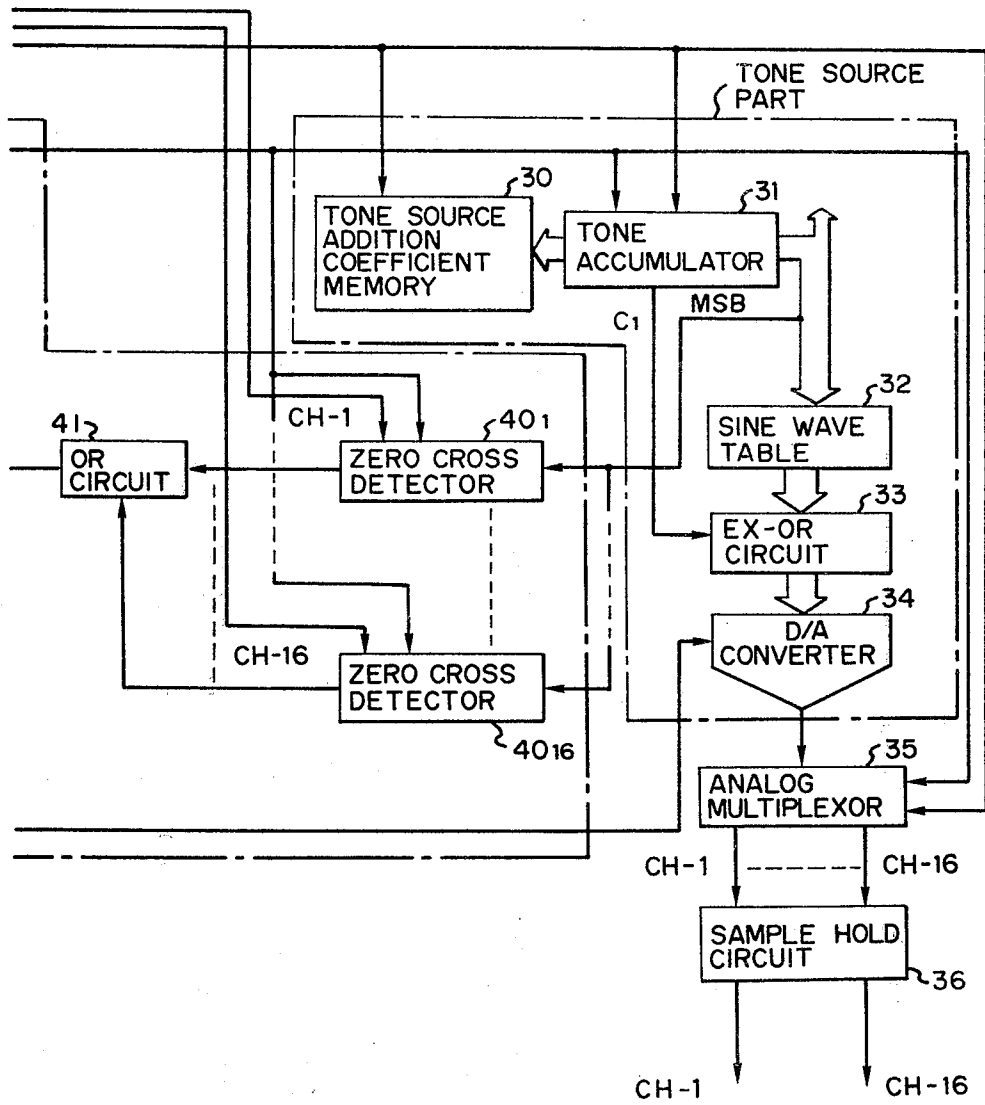 TONE SOURCE
PART
30
TONE SOURCE
ADDITION
COEFFICIENT
MEMORY
31
TONE
ACCUMULATOR
C1
MSB
32
SINE WAVE
TABLE
CH-1
401
ZERO CROSS
DETECTOR
41
OR
CIRCUIT
33
EX-OR
CIRCUIT
34
D/A
CONVERTER
CH-16
ZERO CROSS
DETECTOR
4016
35
ANALOG
MULTIPLEXOR
CH-1
CH-16
SAMPLE HOLD
CIRCUIT
36
CH-1
CH-16